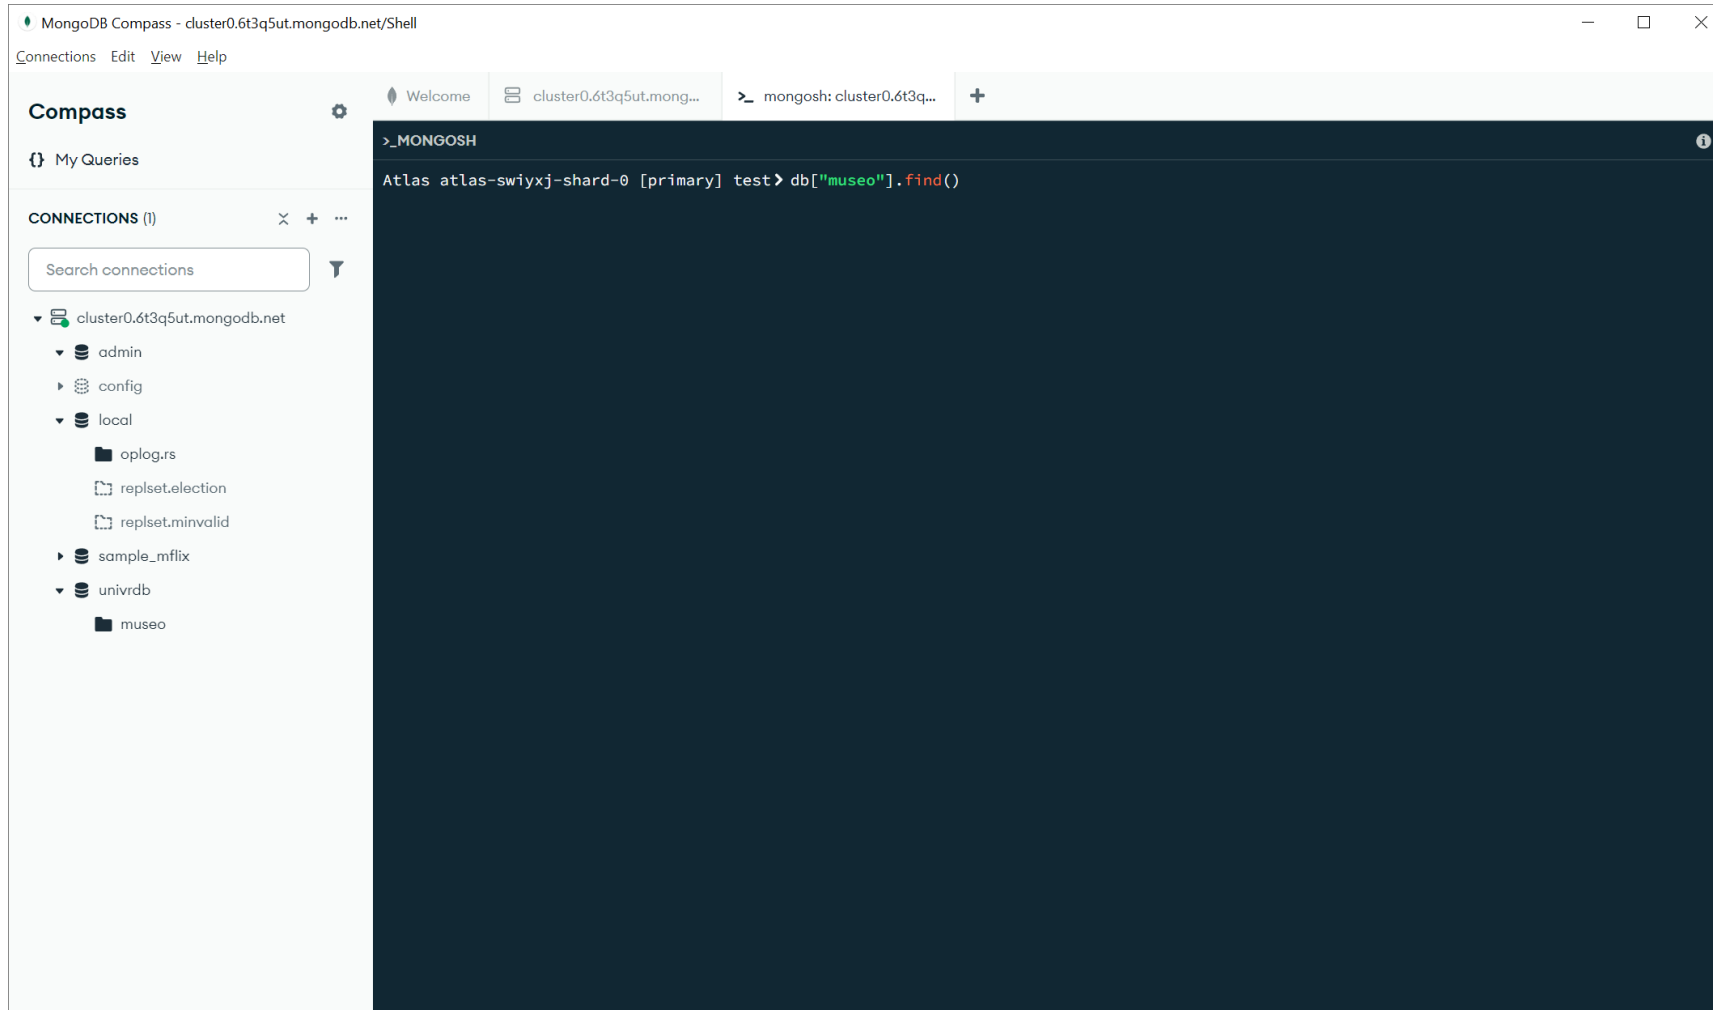 MongoDB Compass - cluster0.6t3q5ut.mongodb.net/Shell
Connections Edit View Help
Compass
{} My Queries
CONNECTIONS (1)
Search connections
cluster0.6t3q5ut.mongodb.net
admin
config
local
oplog.rs
replset.election
replset.minvalid
sample_mflix
univrdb
museo
Welcome
cluster0.6t3q5ut.mong...
>_ mongosh: cluster0.6t3q...
>_MONGOSH
Atlas atlas-swiyxj-shard-0 [primary] test> db["museo"].find()